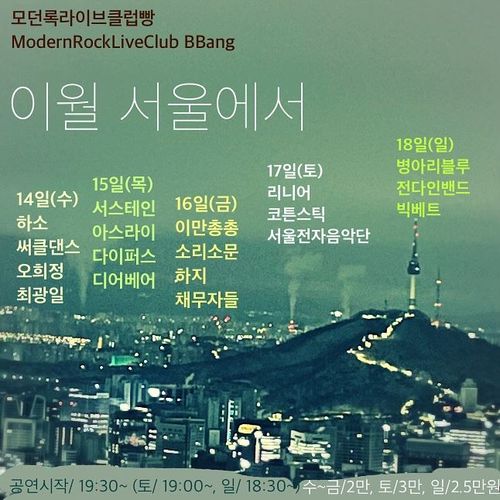 모던록라이브클럽빵
ModernRockLiveClub BBang
이월 서울에서
14일(수)
하소
써클댄스
오희정
최광일
15일(목)
서스테인
아스라이
다이퍼스
디어베어
16일(금)
이만총총
소리소문
하지
채무자들
17일(토)
리니어
코튼스틱
서울전자음악단
18일(일)
병아리블루
전다인밴드
빅베트
공연시작/ 19:30~ (토/ 19:00~, 일/ 18:30~) 수~금/2만, 토/3만, 일/2.5만원